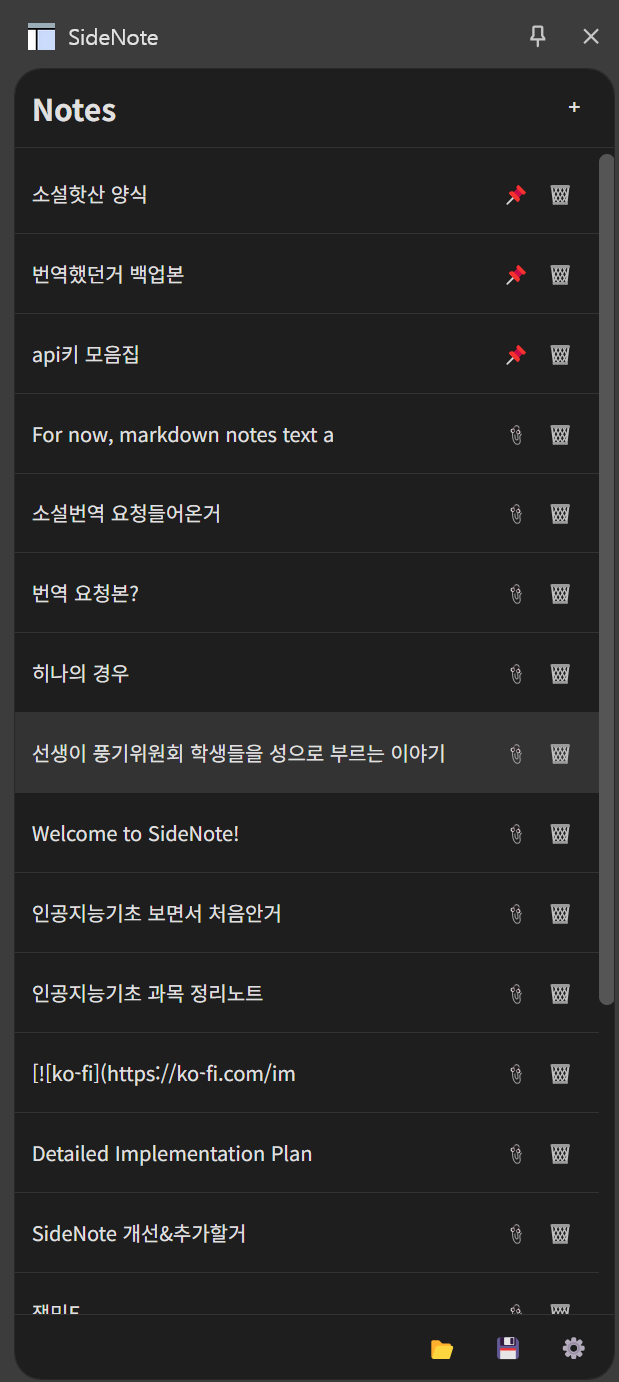 SideNote
Notes
+
소설핫산 양식
번역했던거 백업본
api키 모음집
For now, markdown notes text a
소설번역 요청들어온거
번역 요청본?
히나의 경우
선생이 풍기위원회 학생들을 성으로 부르는 이야기
Welcome to SideNote!
인공지능기초 보면서 처음안거
인공지능기초 과목 정리노트
[![ko-fi](https://ko-fi.com/im
Detailed Implementation Plan
SideNote 개선&추가할거